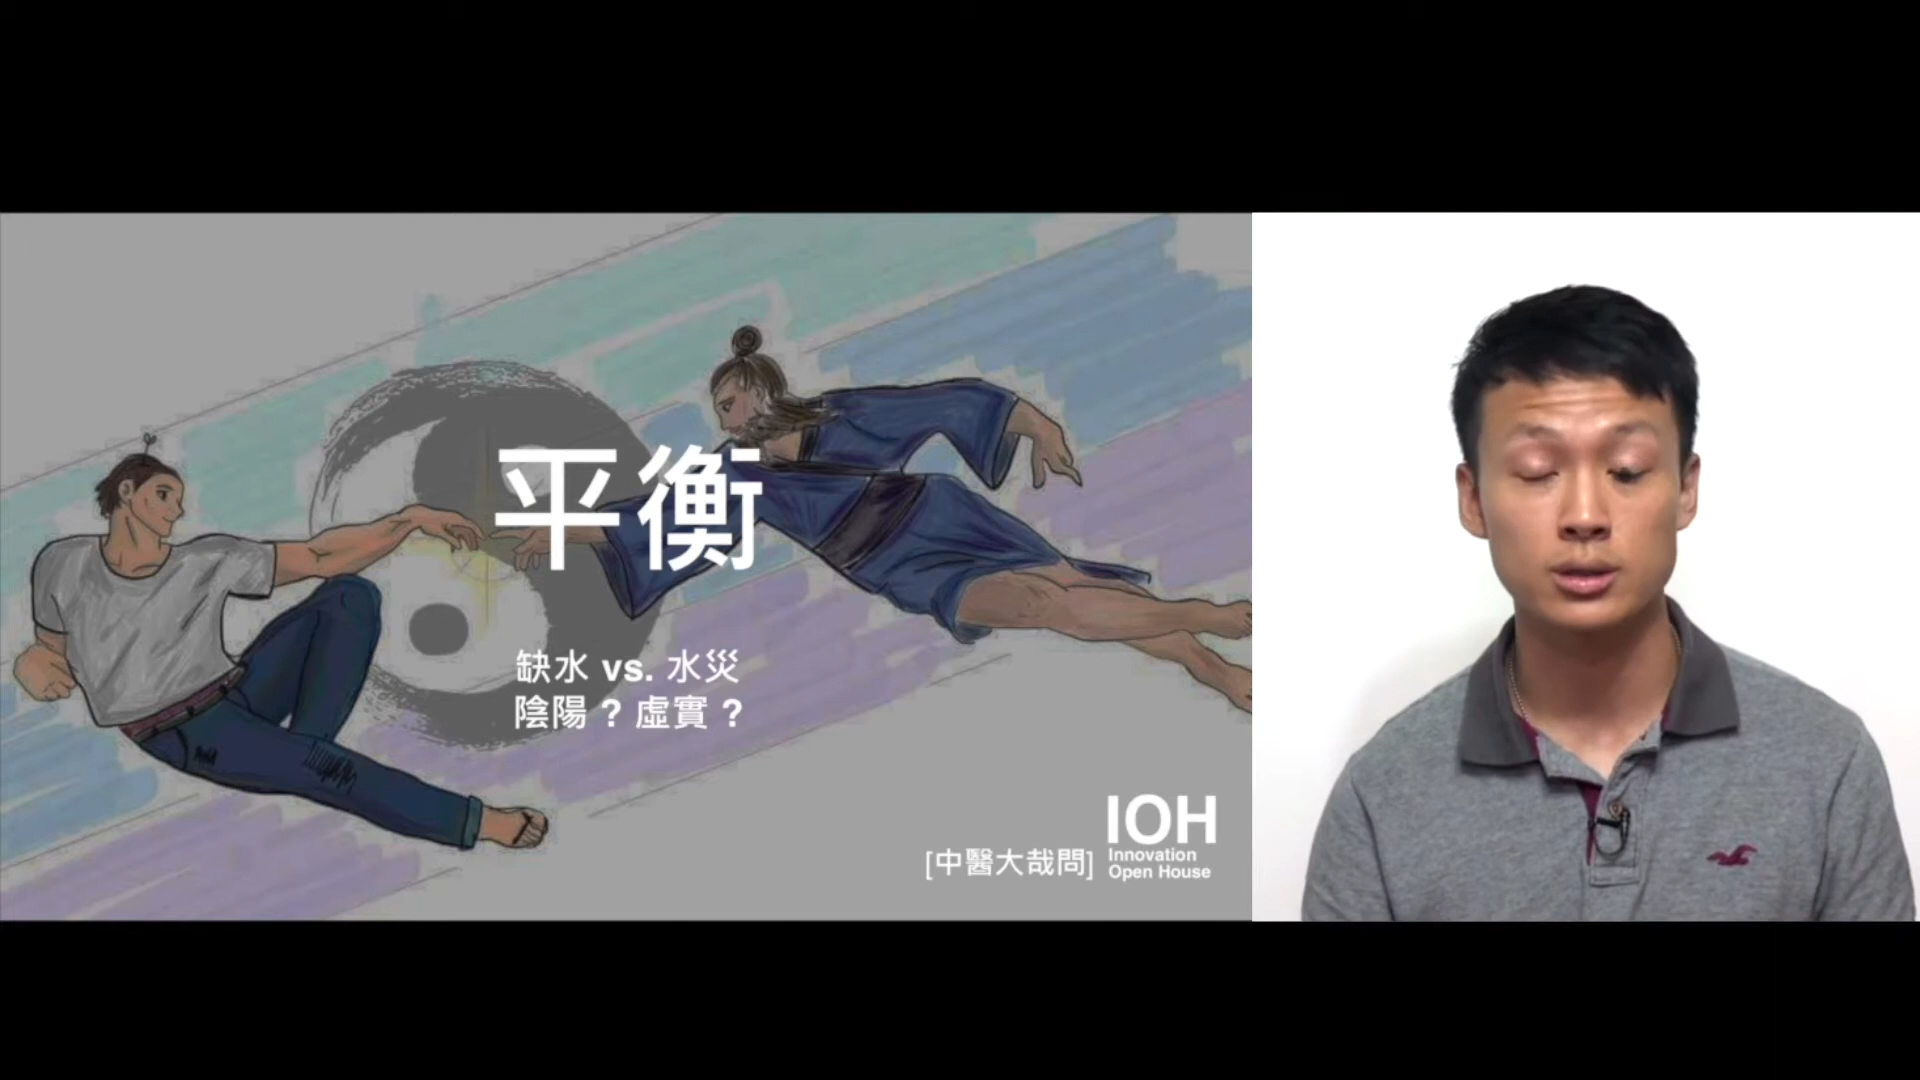 平衡
缺水 vs. 水災
陰陽 ? 虛實 ?
[中醫大哉問]
IOH
Innovation
Open House